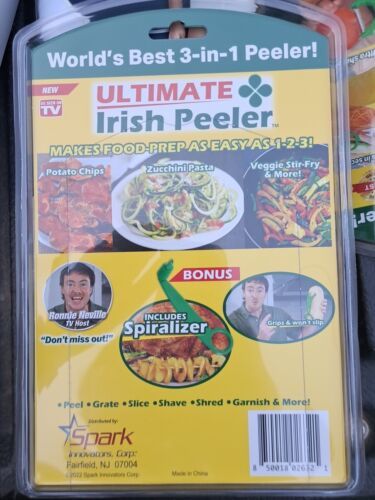 World's Best 3-in-1 Peeler!
NEW
AS SEEN ON
TV
ULTIMATE
Irish Peeler™
MAKES FOOD-PREP AS EASY AS 1-2-3!
Potato Chips
Zucchini Pasta
Veggie Stir-Fry
& More!
BONUS
INCLUDES
Spiralizer
Ronnie Neville
TV Host
"Don't miss out!"
Grips & won't slip.
• Peel • Grate • Slice • Shave • Shred • Garnish & More!
Distributed by:
Spark
Innovators, Corp.
Fairfield, NJ 07004
©2022 Spark Innovators Corp.
Made in China
8 50018 02652 1